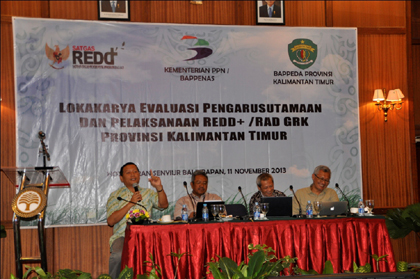 SATGAS
REDD+
KEMENTERIAN PPN /
BAPPENAS
BAPPEDA PROVINSI
KALIMANTAN TIMUR
LOKAKARYA EVALUASI PENGARUSUTAMAAN
DAN PELAKSANAAN REDD+ /RAD GRK
PROVINSI KALIMANTAN TIMUR
SENYIUR BALIKPAPAN, 11 NOVEMBER 2013